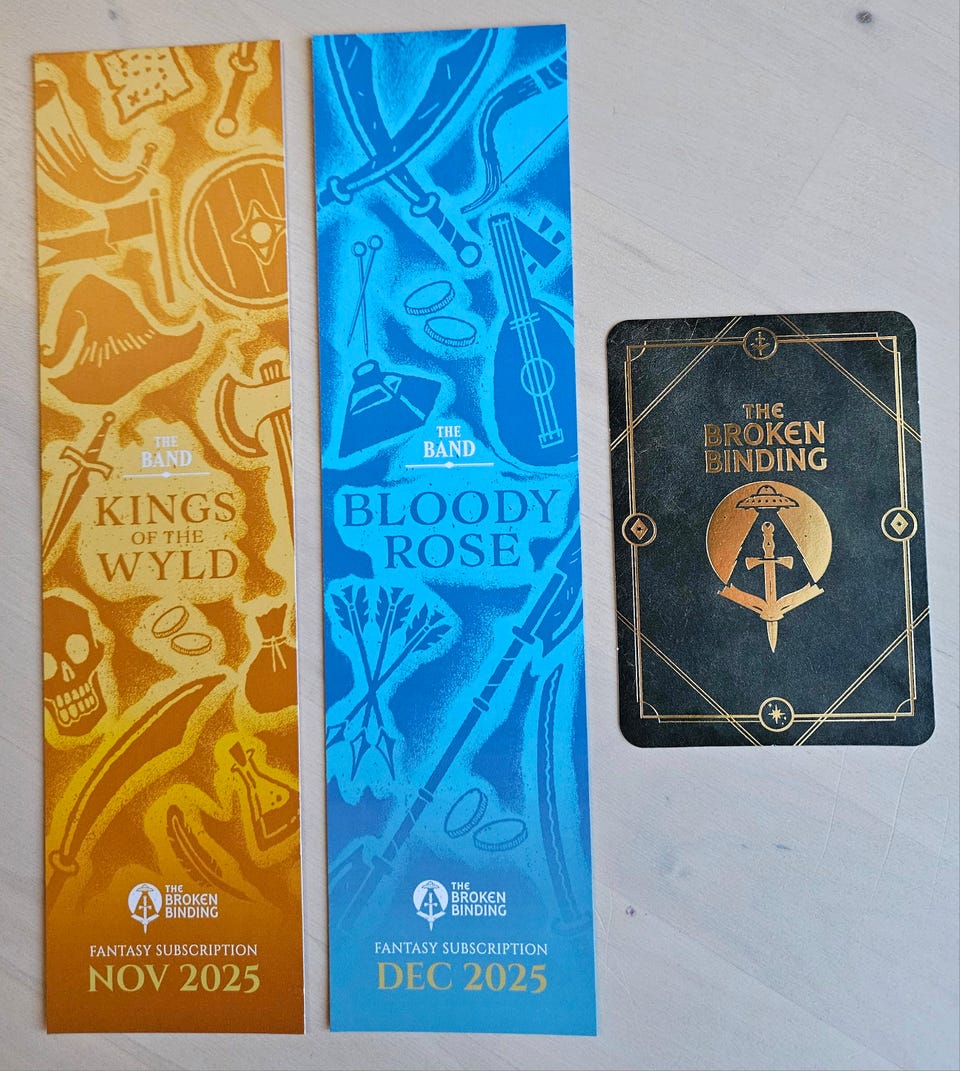 THE
BAND
KINGS
OF THE
WYLD
THE
BROKEN
BINDING
FANTASY SUBSCRIPTION
NOV 2025
THE
BAND
BLOODY
ROSE
THE
BROKEN
BINDING
FANTASY SUBSCRIPTION
DEC 2025
THE
BROKEN
BINDING